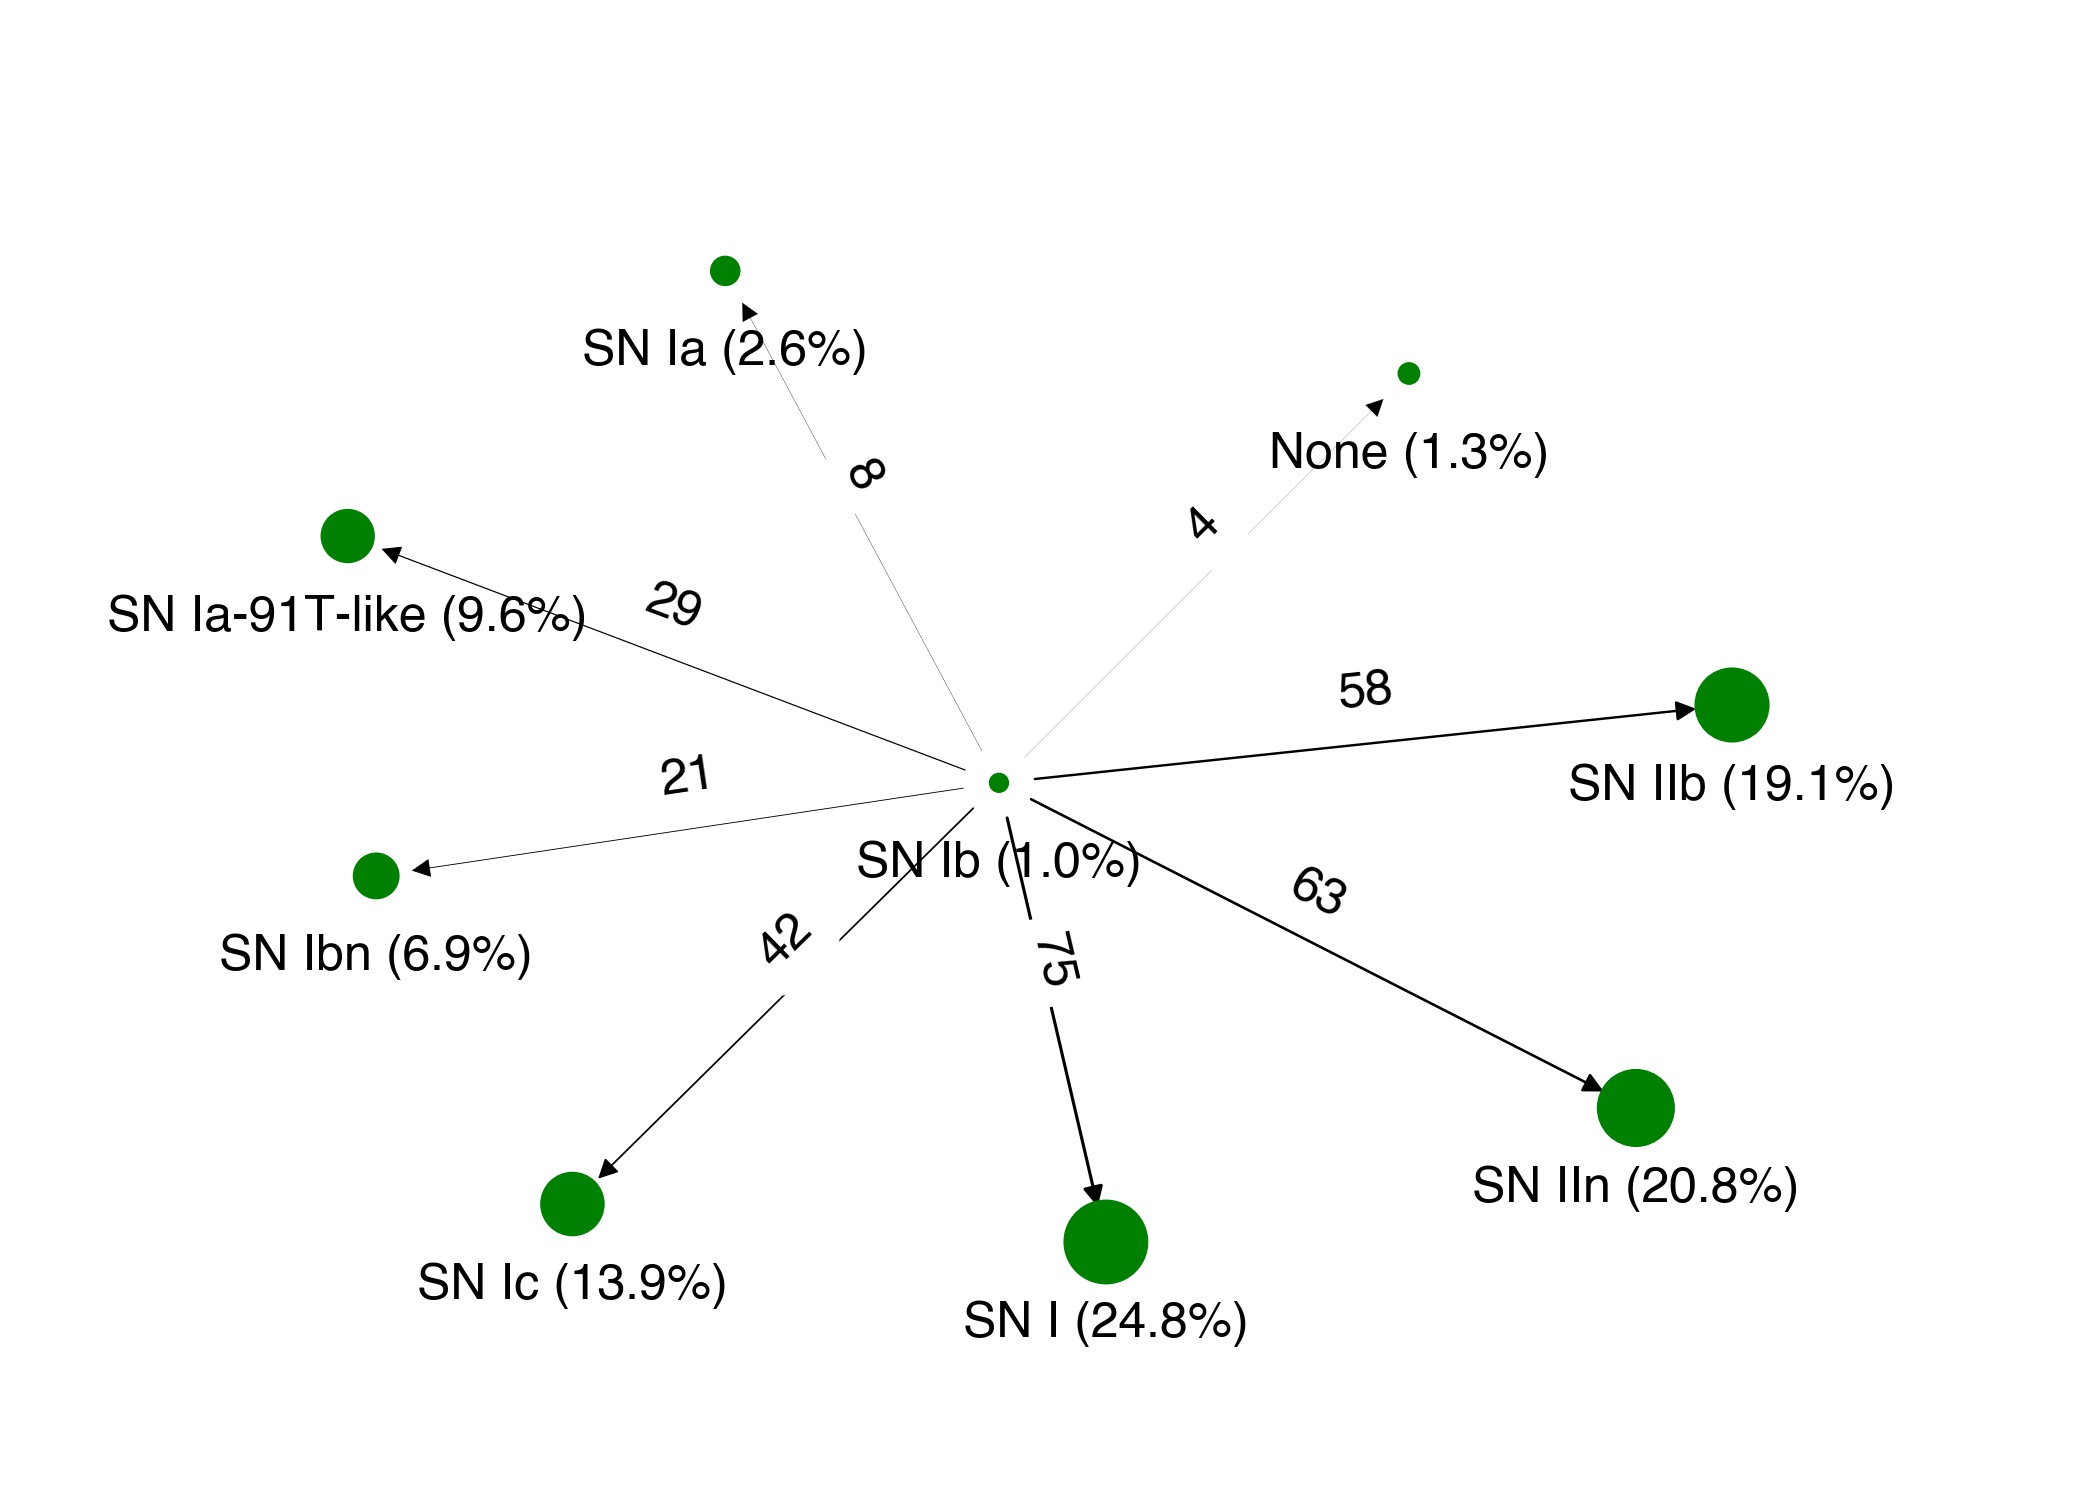 SN Ia (2.6%)
None (1.3%)
8
4
SN Ia-91T-like (9.6%)
29
58
SN IIb (19.1%)
21
SN Ib (1.0%)
63
42
75
SN Ibn (6.9%)
SN IIn (20.8%)
SN Ic (13.9%)
SN I (24.8%)